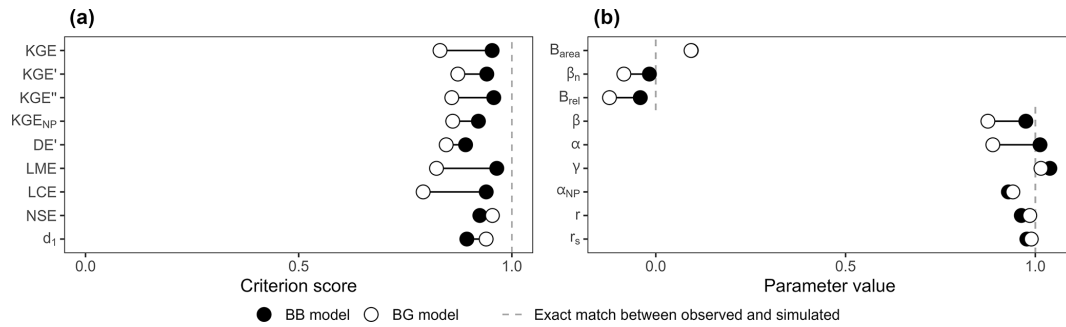 (a)
KGE
KGE'
KGE"
KGE_NP
DE'
LME
LCE
NSE
d_1
0.0 0.5 1.0
Criterion score
(b)
B_area
β_n
B_rel
β
α
γ
α_NP
r
r_s
0.0 0.5 1.0
Parameter value
BB model BG model Exact match between observed and simulated